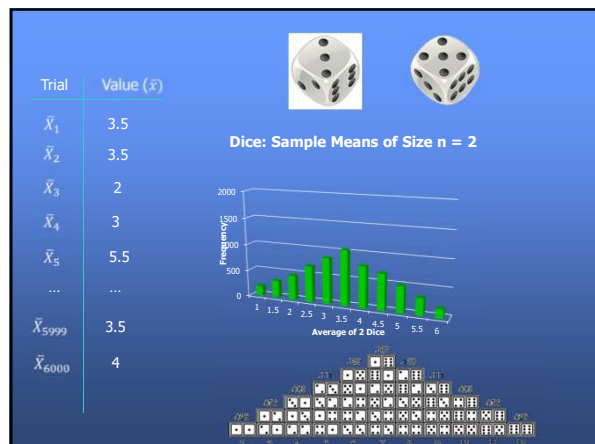 Trial Value (x̄)
X̄₁ 3.5
X̄₂ 3.5
X̄₃ 2
X̄₄ 3
X̄₅ 5.5
... ...
X̄₅₉₉₉ 3.5
X̄₆₀₀₀ 4
Dice: Sample Means of Size n = 2
2000
1500
1000
500
0
Frequency
1 1.5 2 2.5 3 3.5 4 4.5 5 5.5 6
Average of 2 Dice